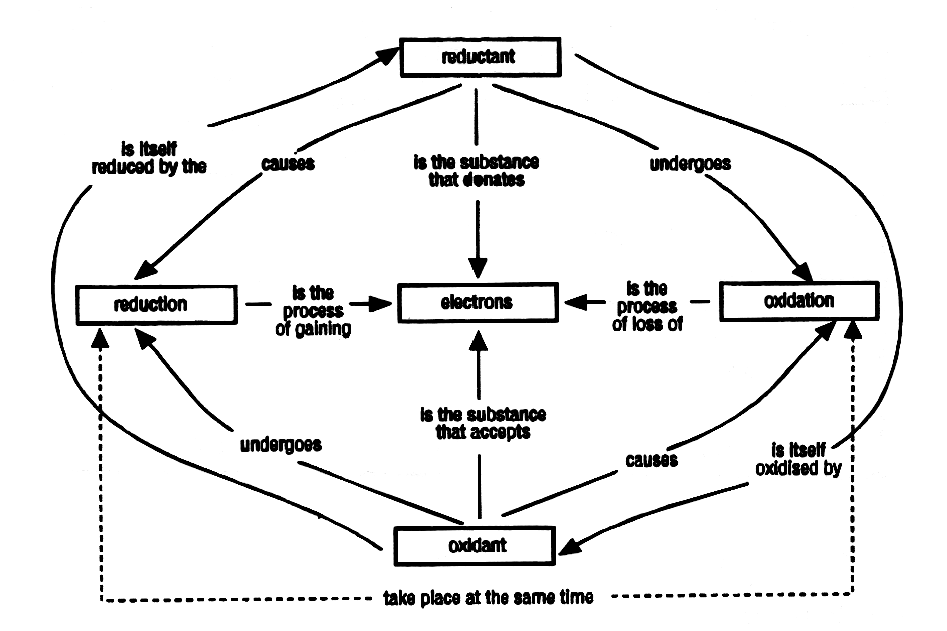 reductant
is itself
reduced by the
causes
is the substance
that donates
undergoes
reduction
is the
process
of gaining
electrons
is the
process
of loss of
oxidation
undergoes
is the substance
that accepts
causes
is itself
oxidised by
oxidant
take place at the same time